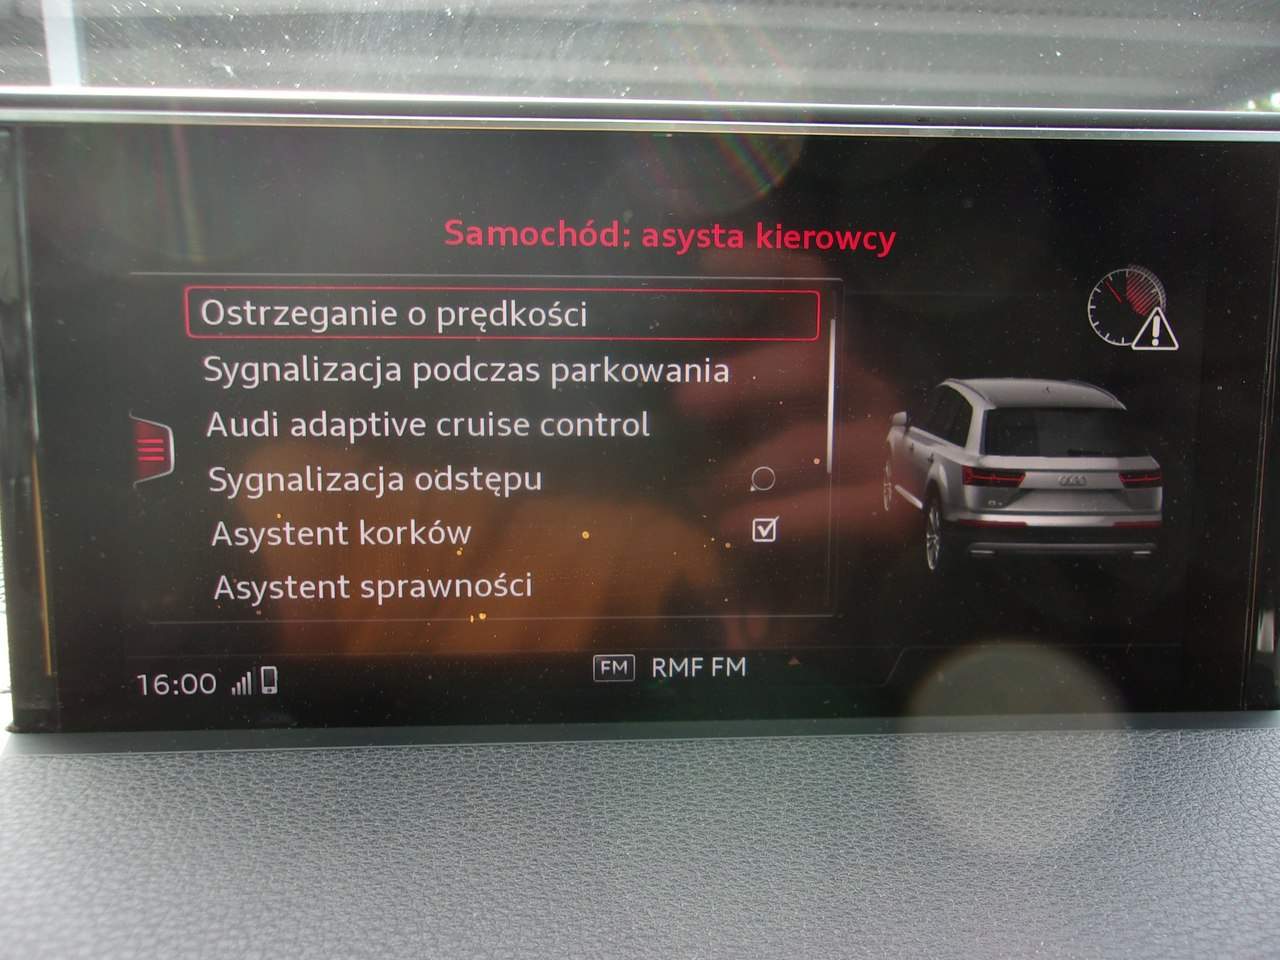 Samochód: asysta kierowcy
Ostrzeganie o prędkości
Sygnalizacja podczas parkowania
Audi adaptive cruise control
Sygnalizacja odstępu
Asystent korków
Asystent sprawności
16:00
FM RMF FM